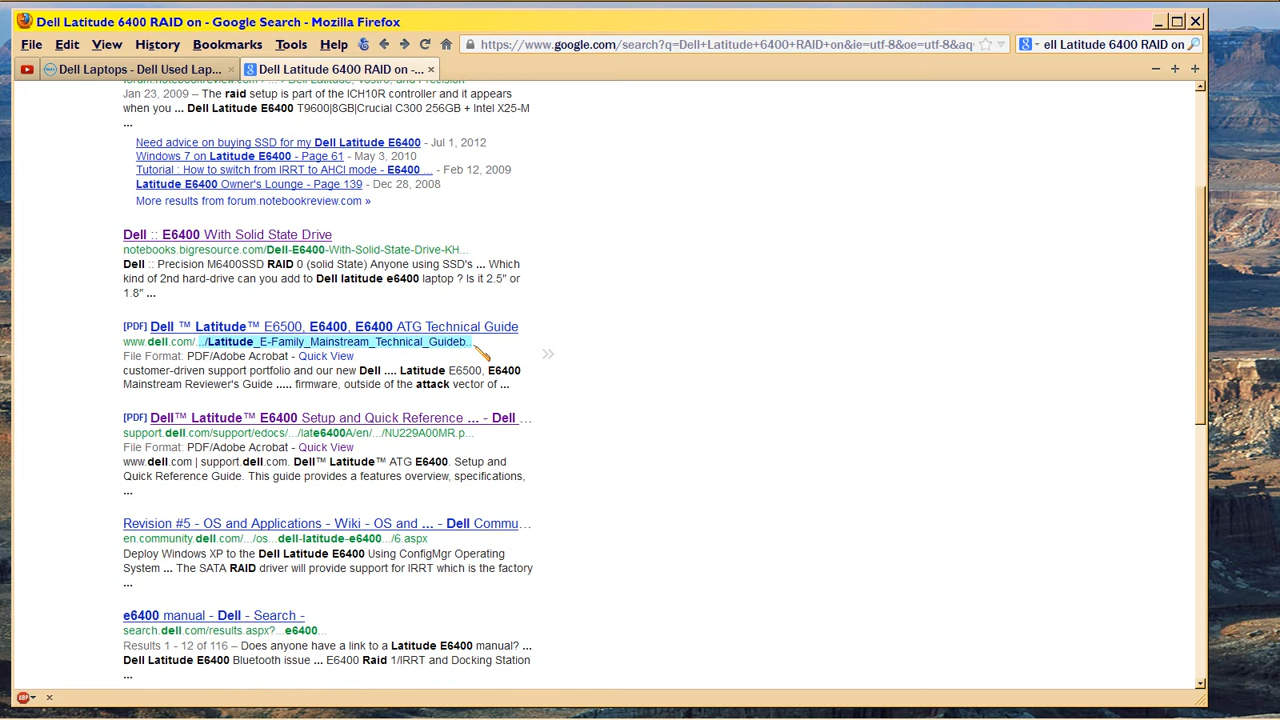 Dell Latitude 6400 RAID on - Google Search - Mozilla Firefox
File Edit View History Bookmarks Tools Help
https://www.google.com/search?q=Dell+Latitude+6400+RAID+on&ie=utf-8&oe=utf-8&aq
ell Latitude 6400 RAID on
Dell Laptops - Dell Used Lap...
Dell Latitude 6400 RAID on -...
Jan 23, 2009 – The raid setup is part of the ICH10R controller and it appears
when you ... Dell Latitude E6400 T9600|8GB|Crucial C300 256GB + Intel X25-M
...
Need advice on buying SSD for my Dell Latitude E6400 - Jul 1, 2012
Windows 7 on Latitude E6400 - Page 61 - May 3, 2010
Tutorial : How to switch from IRRT to AHCI mode - E6400 ... - Feb 12, 2009
Latitude E6400 Owner's Lounge - Page 139 - Dec 28, 2008
More results from forum.notebookreview.com »
Dell :: E6400 With Solid State Drive
notebooks.bigresource.com/Dell-E6400-With-Solid-State-Drive-KH...
Dell :: Precision M6400SSD RAID 0 (solid State) Anyone using SSD's ... Which
kind of 2nd hard-drive can you add to Dell latitude e6400 laptop ? Is it 2.5" or
1.8" ...
[PDF] Dell ™ Latitude™ E6500, E6400, E6400 ATG Technical Guide
www.dell.com/.../Latitude_E-Family_Mainstream_Technical_Guideb...
»
File Format: PDF/Adobe Acrobat - Quick View
customer-driven support portfolio and our new Dell .... Latitude E6500, E6400
Mainstream Reviewer's Guide ..... firmware, outside of the attack vector of ...
[PDF] Dell™ Latitude™ E6400 Setup and Quick Reference ... - Dell ...
support.dell.com/support/edocs/.../late6400A/en/.../NU229A00MR.p...
File Format: PDF/Adobe Acrobat - Quick View
www.dell.com | support.dell.com. Dell™ Latitude™ ATG E6400. Setup and
Quick Reference Guide. This guide provides a features overview, specifications,
...
Revision #5 - OS and Applications - Wiki - OS and ... - Dell Commu...
en.community.dell.com/.../os...dell-latitude-e6400.../6.aspx
Deploy Windows XP to the Dell Latitude E6400 Using ConfigMgr Operating
System ... The SATA RAID driver will provide support for IRRT which is the factory
...
e6400 manual - Dell - Search -
search.dell.com/results.aspx?...e6400...
Results 1 - 12 of 116 – Does anyone have a link to a Latitude E6400 manual? ...
Dell Latitude E6400 Bluetooth issue ... E6400 Raid 1/IRRT and Docking Station
...
ABP